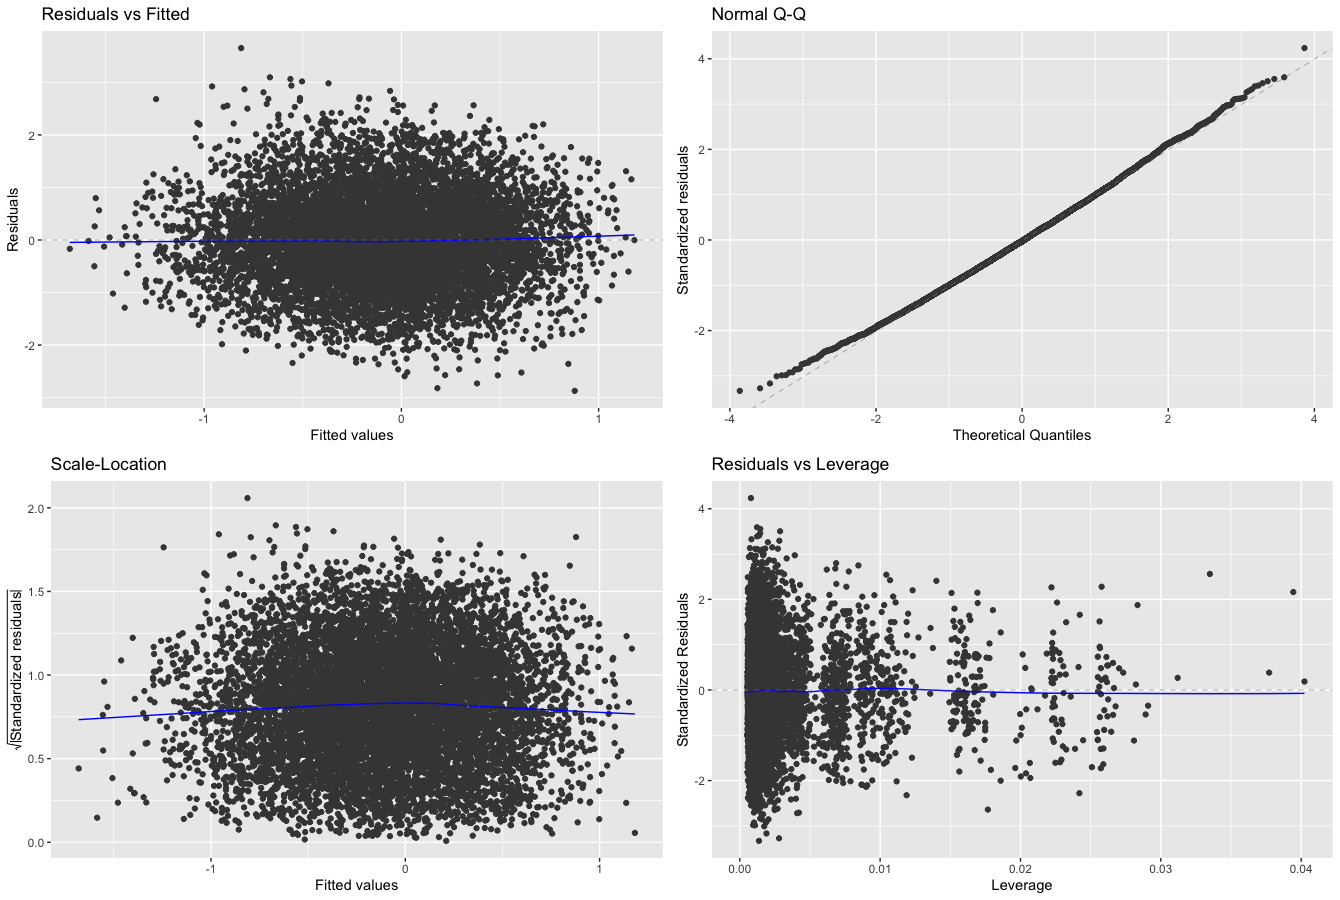 Residuals vs Fitted
2
0
-2
-1
0
1
Residuals
Fitted values
Normal Q-Q
4
2
0
-2
-4
-2
0
2
4
Standardized residuals
Theoretical Quantiles
Scale-Location
2.0
1.5
1.0
0.5
0.0
-1
0
1
√|Standardized residuals|
Fitted values
Residuals vs Leverage
4
2
0
-2
0.00
0.01
0.02
0.03
0.04
Standardized Residuals
Leverage